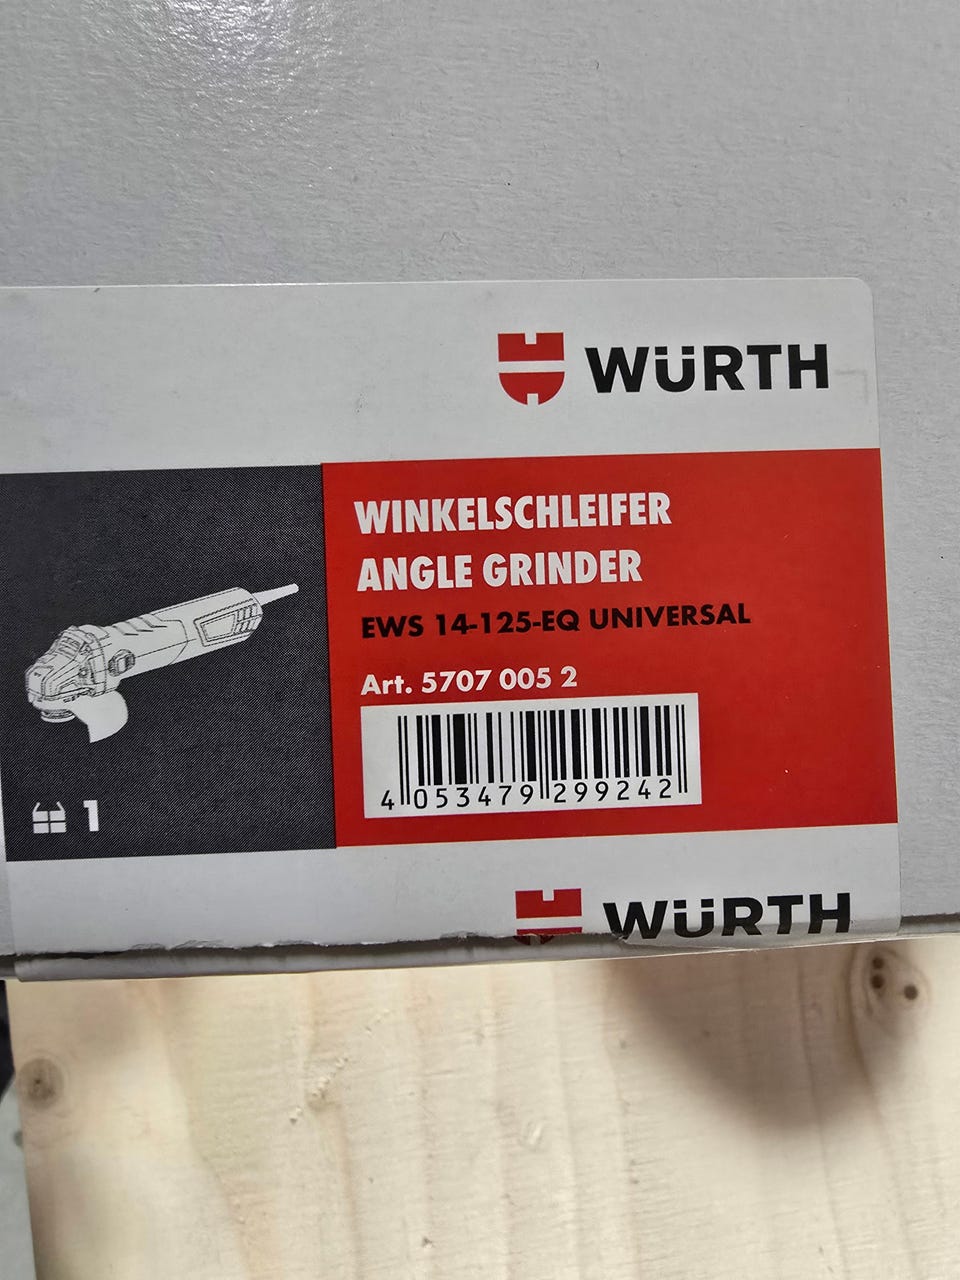 WÜRTH
WINKELSCHLEIFER
ANGLE GRINDER
EWS 14-125-EQ UNIVERSAL
Art. 5707 005 2
4 053479 299242
1
WÜRTH